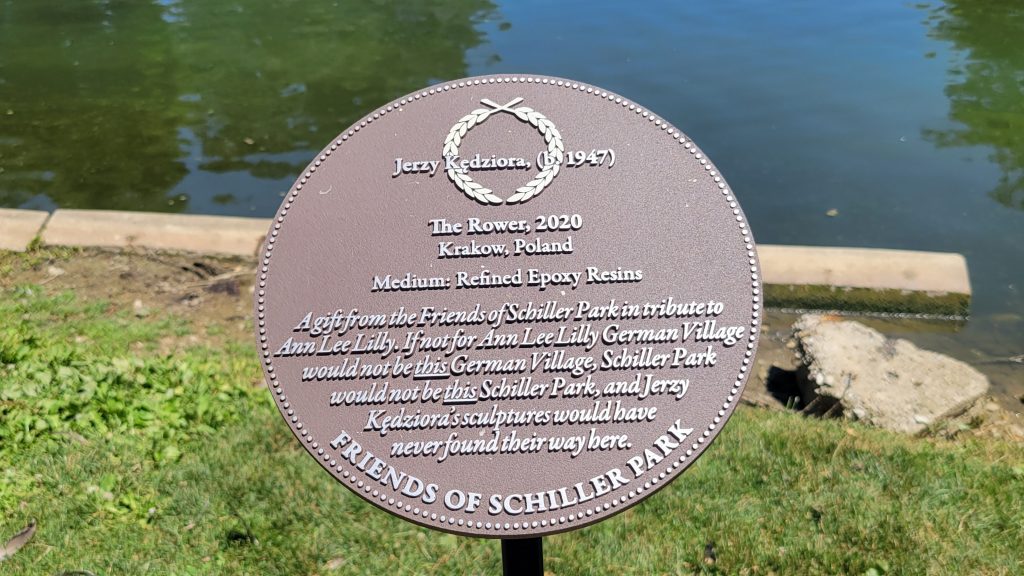 Jerzy Kędziora, (b. 1947)
The Rower, 2020
Krakow, Poland
Medium: Refined Epoxy Resins
A gift from the Friends of Schiller Park in tribute to
Ann Lee Lilly. If not for Ann Lee Lilly German Village
would not be this German Village, Schiller Park
would not be this Schiller Park, and Jerzy
Kędziora's sculptures would have
never found their way here.
FRIENDS OF SCHILLER PARK